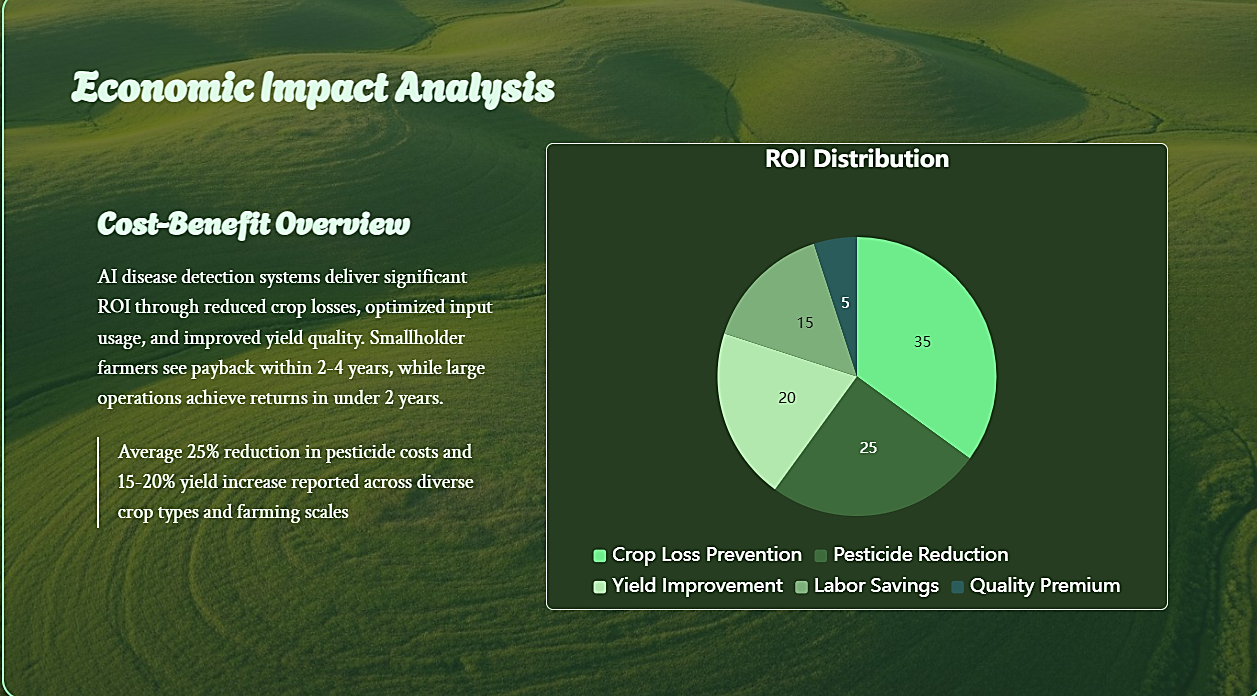 Economic Impact Analysis
Cost-Benefit Overview
AI disease detection systems deliver significant
ROI through reduced crop losses, optimized input
usage, and improved yield quality. Smallholder
farmers see payback within 2-4 years, while large
operations achieve returns in under 2 years.
Average 25% reduction in pesticide costs and
15-20% yield increase reported across diverse
crop types and farming scales
ROI Distribution
5
15
35
20
25
Crop Loss Prevention Pesticide Reduction
Yield Improvement Labor Savings Quality Premium